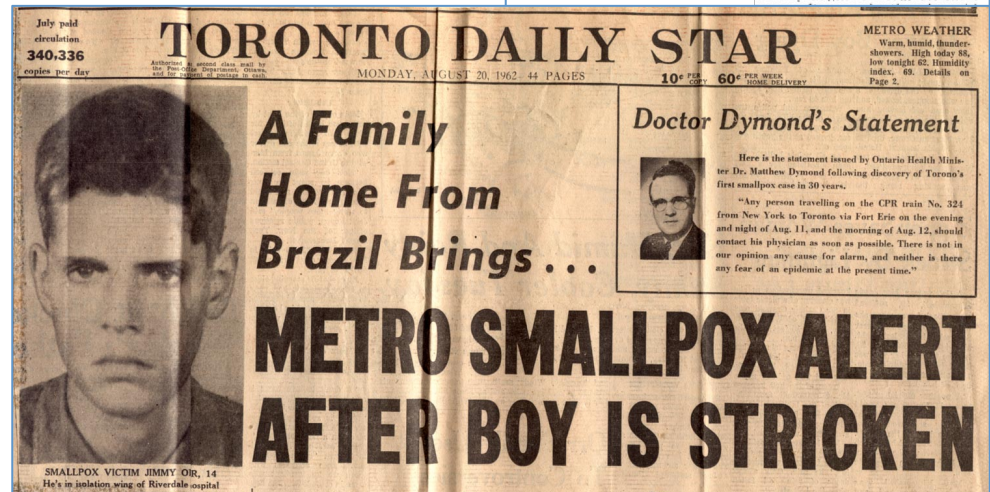 July paid
circulation
340,336
copies per day
TORONTO DAILY STAR
Authorized as second class mail by
the Post Office Department, Ottawa,
and for payment of postage in cash.
MONDAY, AUGUST 20, 1962 44 PAGES
10¢ PER COPY 60¢ PER WEEK HOME DELIVERY
METRO WEATHER
Warm, humid, thunder-
showers. High today 88,
low tonight 62. Humidity
index, 69. Details on
Page 2.
A Family
Home From
Brazil Brings . . .
Doctor Dymond's Statement
Here is the statement issued by Ontario Health Minis-
ter Dr. Matthew Dymond following discovery of Torono's
first smallpox case in 30 years.
"Any person travelling on the CPR train No. 324
from New York to Toronto via Fort Erie on the evening
and night of Aug. 11, and the morning of Aug. 12, should
contact his physician as soon as possible. There is not in
our opinion any cause for alarm, and neither is there
any fear of an epidemic at the present time."
METRO SMALLPOX ALERT
AFTER BOY IS STRICKEN
SMALLPOX VICTIM JIMMY ORR, 14
He's in isolation wing of Riverdale ospital